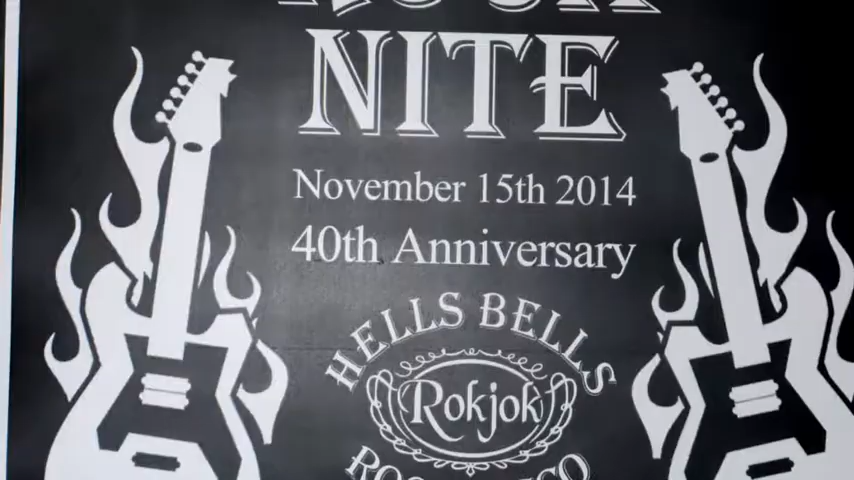 NITE
November 15th 2014
40th Anniversary
HELLS BELLS
Rokjok